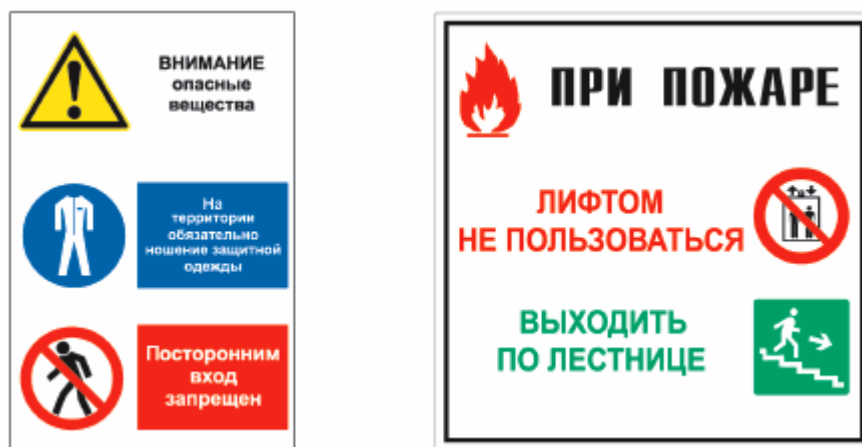 ВНИМАНИЕ
опасные
вещества
На
территории
обязательно
ношение защитной
одежды
Посторонним
вход
запрещен
ПРИ ПОЖАРЕ
ЛИФТОМ
НЕ ПОЛЬЗОВАТЬСЯ
ВЫХОДИТЬ
ПО ЛЕСТНИЦЕ